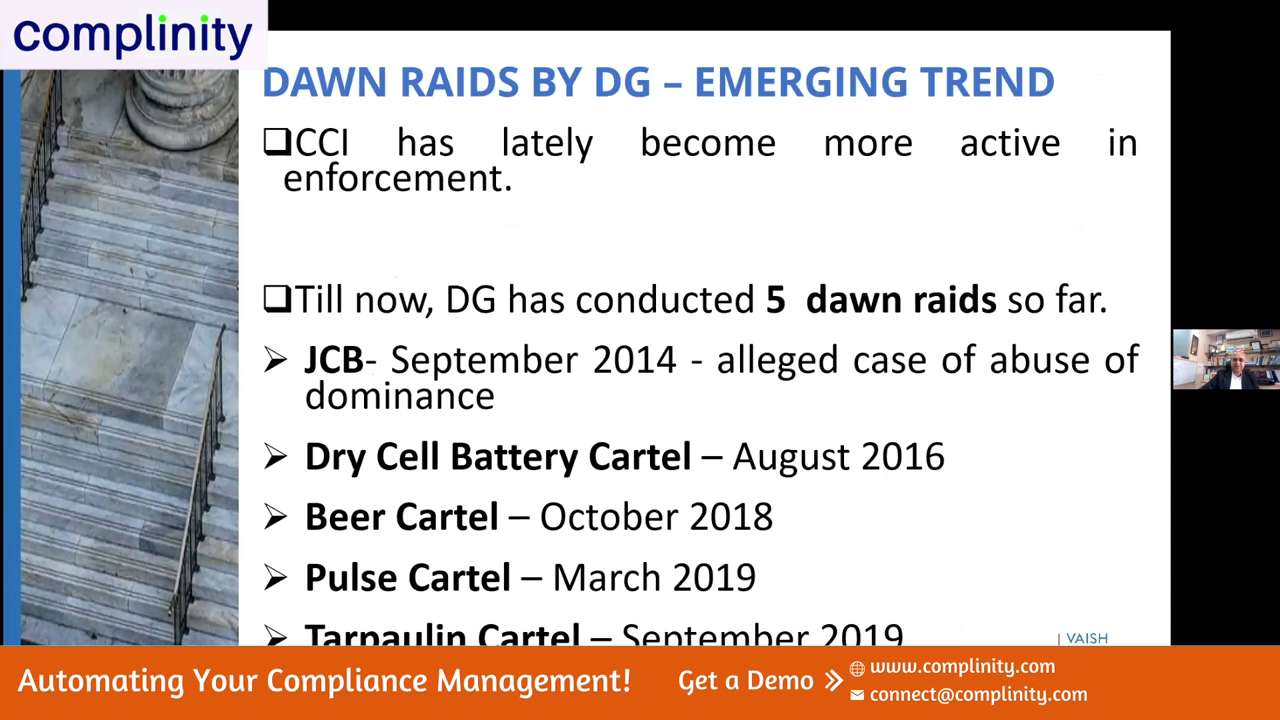 complinity
DAWN RAIDS BY DG – EMERGING TREND
❑CCI has lately become more active in
enforcement.
❑Till now, DG has conducted 5 dawn raids so far.
➢ JCB- September 2014 - alleged case of abuse of
dominance
➢ Dry Cell Battery Cartel – August 2016
➢ Beer Cartel – October 2018
➢ Pulse Cartel – March 2019
➢ Tarpaulin Cartel – September 2019
| VAISH
Automating Your Compliance Management!
Get a Demo
www.complinity.com
connect@complinity.com